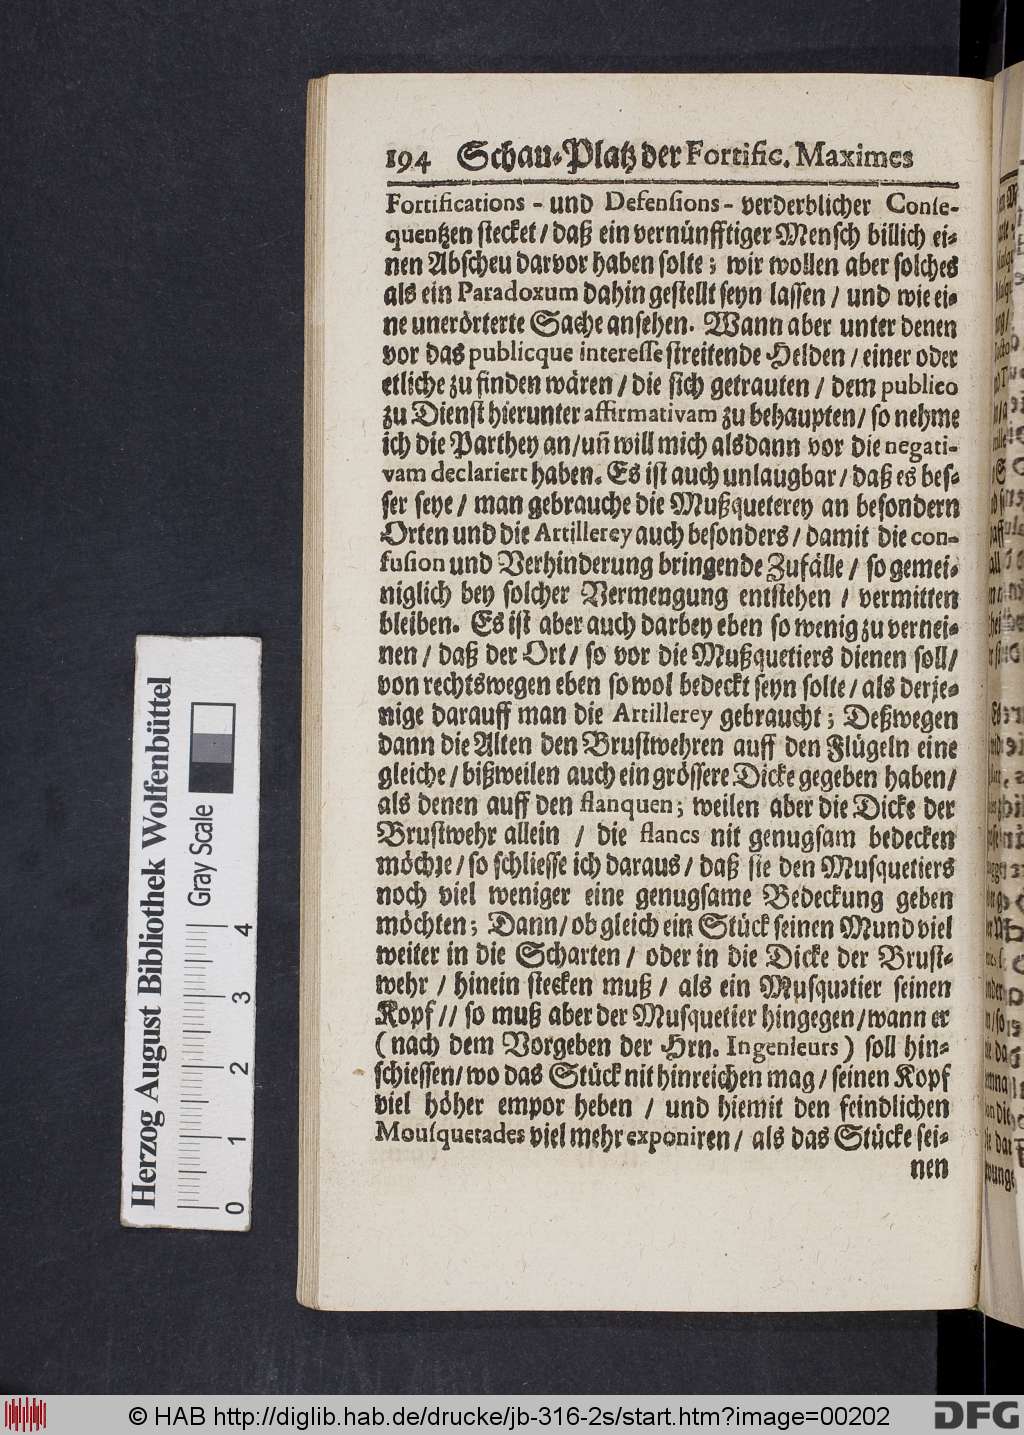 194 Schau-Platz der Fortific. Maximes
Fortifications - und Defensions - verderblicher Conse-
quentzen stecket / daß ein vernünfftiger Mensch billich ei-
nen Abscheu darvor haben solte; wir wollen aber solches
als ein Paradoxum dahin gestellt seyn lassen / und wie ei-
ne unerörterte Sache ansehen. Wann aber unter denen
vor das publicque interesse streitende Helden / einer oder
etliche zu finden wären / die sich getrauten / dem publico
zu Dienst hierunter affirmativam zu behaupten / so nehme
ich die Parthey an / uñ will mich alsdann vor die negati-
vam declariert haben. Es ist auch unlaugbar / daß es bes-
ser seye / man gebrauche die Mußqueterey an besondern
Orten und die Artillerey auch besonders / damit die con-
fusion und Verhinderung bringende Zufälle / so gemei-
niglich bey solcher Vermengung entstehen / vermitten
bleiben. Es ist aber auch darbey eben so wenig zu vernei-
nen / daß der Ort / so vor die Mußquetiers dienen soll /
von rechtswegen eben so wol bedeckt seyn solte / als derje-
nige darauff man die Artillerey gebraucht; Deßwegen
dann die Alten den Brustwehren auff den Flügeln eine
gleiche / bißweilen auch ein grössere Dicke gegeben haben /
als denen auff den flanquen; weilen aber die Dicke der
Brustwehr allein / die flancs nit genugsam bedecken
möchte / so schliesse ich daraus / daß sie den Musquetiers
noch viel weniger eine genugsame Bedeckung geben
möchten; Dann / ob gleich ein Stück seinen Mund viel
weiter in die Scharten / oder in die Dicke der Brust-
wehr / hinein stecken muß / als ein Musquetier seinen
Kopf // so muß aber der Musquetier hingegen / wann er
(nach dem Vorgeben der Hrn. Ingenieurs) soll hin-
schiessen / wo das Stück nit hinreichen mag / seinen Kopf
viel höher empor heben / und hiemit den feindlichen
Mousquetades viel mehr exponiren / als das Stücke sei-
nen
Herzog August Bibliothek Wolfenbüttel
Gray Scale
0 1 2 3 4
© HAB http://diglib.hab.de/drucke/jb-316-2s/start.htm?image=00202
DFG